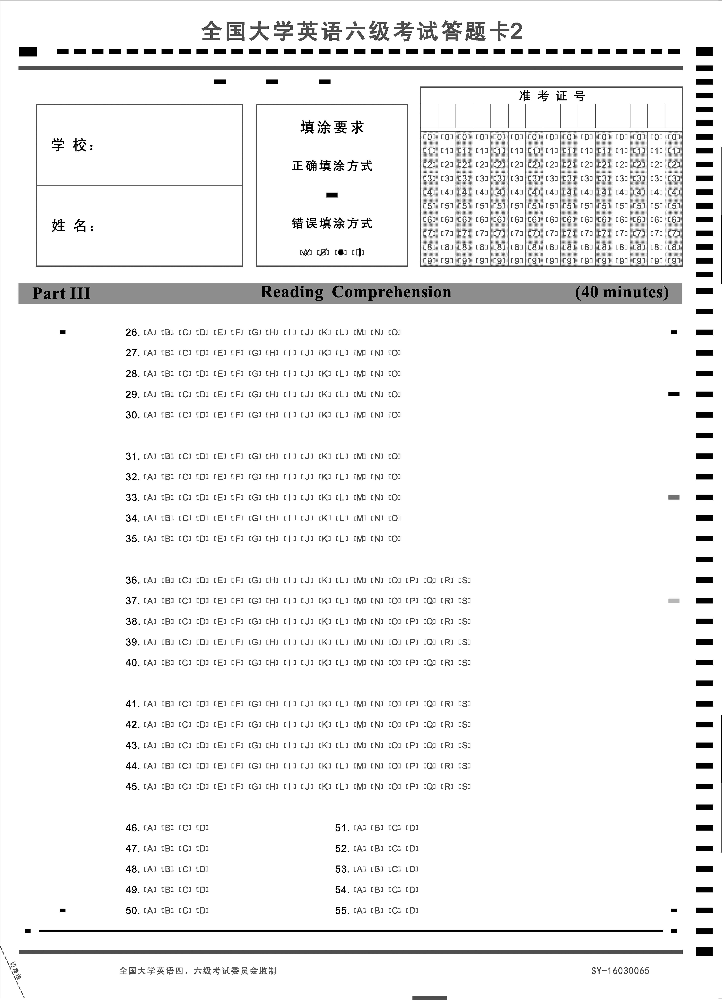 全国大学英语六级考试答题卡2
学 校：
姓 名：
填涂要求
正确填涂方式
错误填涂方式
[A] [B] [C] [D]
准 考 证 号
[0] [0] [0] [0] [0] [0] [0] [0] [0] [0] [0] [0] [0] [0] [0]
[1] [1] [1] [1] [1] [1] [1] [1] [1] [1] [1] [1] [1] [1] [1]
[2] [2] [2] [2] [2] [2] [2] [2] [2] [2] [2] [2] [2] [2] [2]
[3] [3] [3] [3] [3] [3] [3] [3] [3] [3] [3] [3] [3] [3] [3]
[4] [4] [4] [4] [4] [4] [4] [4] [4] [4] [4] [4] [4] [4] [4]
[5] [5] [5] [5] [5] [5] [5] [5] [5] [5] [5] [5] [5] [5] [5]
[6] [6] [6] [6] [6] [6] [6] [6] [6] [6] [6] [6] [6] [6] [6]
[7] [7] [7] [7] [7] [7] [7] [7] [7] [7] [7] [7] [7] [7] [7]
[8] [8] [8] [8] [8] [8] [8] [8] [8] [8] [8] [8] [8] [8] [8]
[9] [9] [9] [9] [9] [9] [9] [9] [9] [9] [9] [9] [9] [9] [9]
Part III Reading Comprehension (40 minutes)
26. [A] [B] [C] [D] [E] [F] [G] [H] [I] [J] [K] [L] [M] [N] [O]
27. [A] [B] [C] [D] [E] [F] [G] [H] [I] [J] [K] [L] [M] [N] [O]
28. [A] [B] [C] [D] [E] [F] [G] [H] [I] [J] [K] [L] [M] [N] [O]
29. [A] [B] [C] [D] [E] [F] [G] [H] [I] [J] [K] [L] [M] [N] [O]
30. [A] [B] [C] [D] [E] [F] [G] [H] [I] [J] [K] [L] [M] [N] [O]
31. [A] [B] [C] [D] [E] [F] [G] [H] [I] [J] [K] [L] [M] [N] [O]
32. [A] [B] [C] [D] [E] [F] [G] [H] [I] [J] [K] [L] [M] [N] [O]
33. [A] [B] [C] [D] [E] [F] [G] [H] [I] [J] [K] [L] [M] [N] [O]
34. [A] [B] [C] [D] [E] [F] [G] [H] [I] [J] [K] [L] [M] [N] [O]
35. [A] [B] [C] [D] [E] [F] [G] [H] [I] [J] [K] [L] [M] [N] [O]
36. [A] [B] [C] [D] [E] [F] [G] [H] [I] [J] [K] [L] [M] [N] [O] [P] [Q] [R] [S]
37. [A] [B] [C] [D] [E] [F] [G] [H] [I] [J] [K] [L] [M] [N] [O] [P] [Q] [R] [S]
38. [A] [B] [C] [D] [E] [F] [G] [H] [I] [J] [K] [L] [M] [N] [O] [P] [Q] [R] [S]
39. [A] [B] [C] [D] [E] [F] [G] [H] [I] [J] [K] [L] [M] [N] [O] [P] [Q] [R] [S]
40. [A] [B] [C] [D] [E] [F] [G] [H] [I] [J] [K] [L] [M] [N] [O] [P] [Q] [R] [S]
41. [A] [B] [C] [D] [E] [F] [G] [H] [I] [J] [K] [L] [M] [N] [O] [P] [Q] [R] [S]
42. [A] [B] [C] [D] [E] [F] [G] [H] [I] [J] [K] [L] [M] [N] [O] [P] [Q] [R] [S]
43. [A] [B] [C] [D] [E] [F] [G] [H] [I] [J] [K] [L] [M] [N] [O] [P] [Q] [R] [S]
44. [A] [B] [C] [D] [E] [F] [G] [H] [I] [J] [K] [L] [M] [N] [O] [P] [Q] [R] [S]
45. [A] [B] [C] [D] [E] [F] [G] [H] [I] [J] [K] [L] [M] [N] [O] [P] [Q] [R] [S]
46. [A] [B] [C] [D]
47. [A] [B] [C] [D]
48. [A] [B] [C] [D]
49. [A] [B] [C] [D]
50. [A] [B] [C] [D]
51. [A] [B] [C] [D]
52. [A] [B] [C] [D]
53. [A] [B] [C] [D]
54. [A] [B] [C] [D]
55. [A] [B] [C] [D]
切角线
全国大学英语四、六级考试委员会监制
SY-16030065